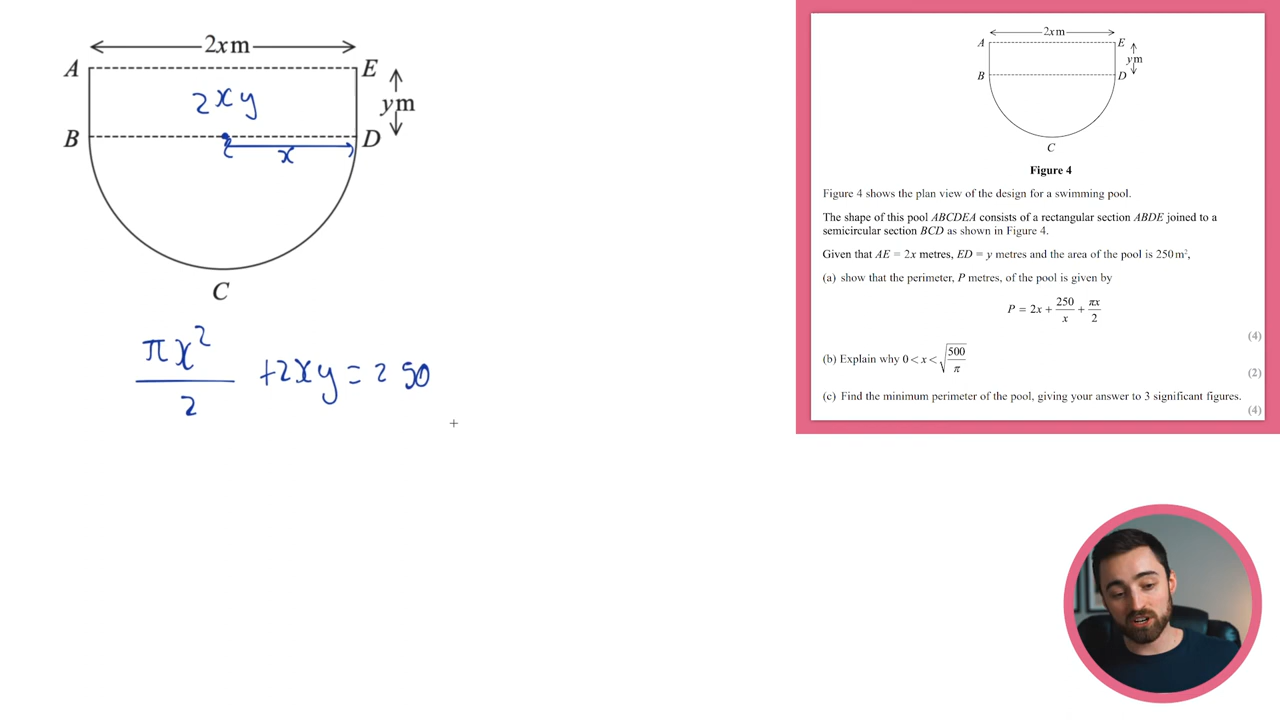 2x m
A
E
2xy
y m
B
D
x
C
πx²/2 + 2xy = 250
2x m
A
E
y m
B
D
C
Figure 4
Figure 4 shows the plan view of the design for a swimming pool.
The shape of this pool ABCDEA consists of a rectangular section ABDE joined to a
semicircular section BCD as shown in Figure 4.
Given that AE = 2x metres, ED = y metres and the area of the pool is 250 m²,
(a) show that the perimeter, P metres, of the pool is given by
P = 2x + 250/x + πx/2
(4)
(b) Explain why 0 < x < √(500/π)
(2)
(c) Find the minimum perimeter of the pool, giving your answer to 3 significant figures.
(4)